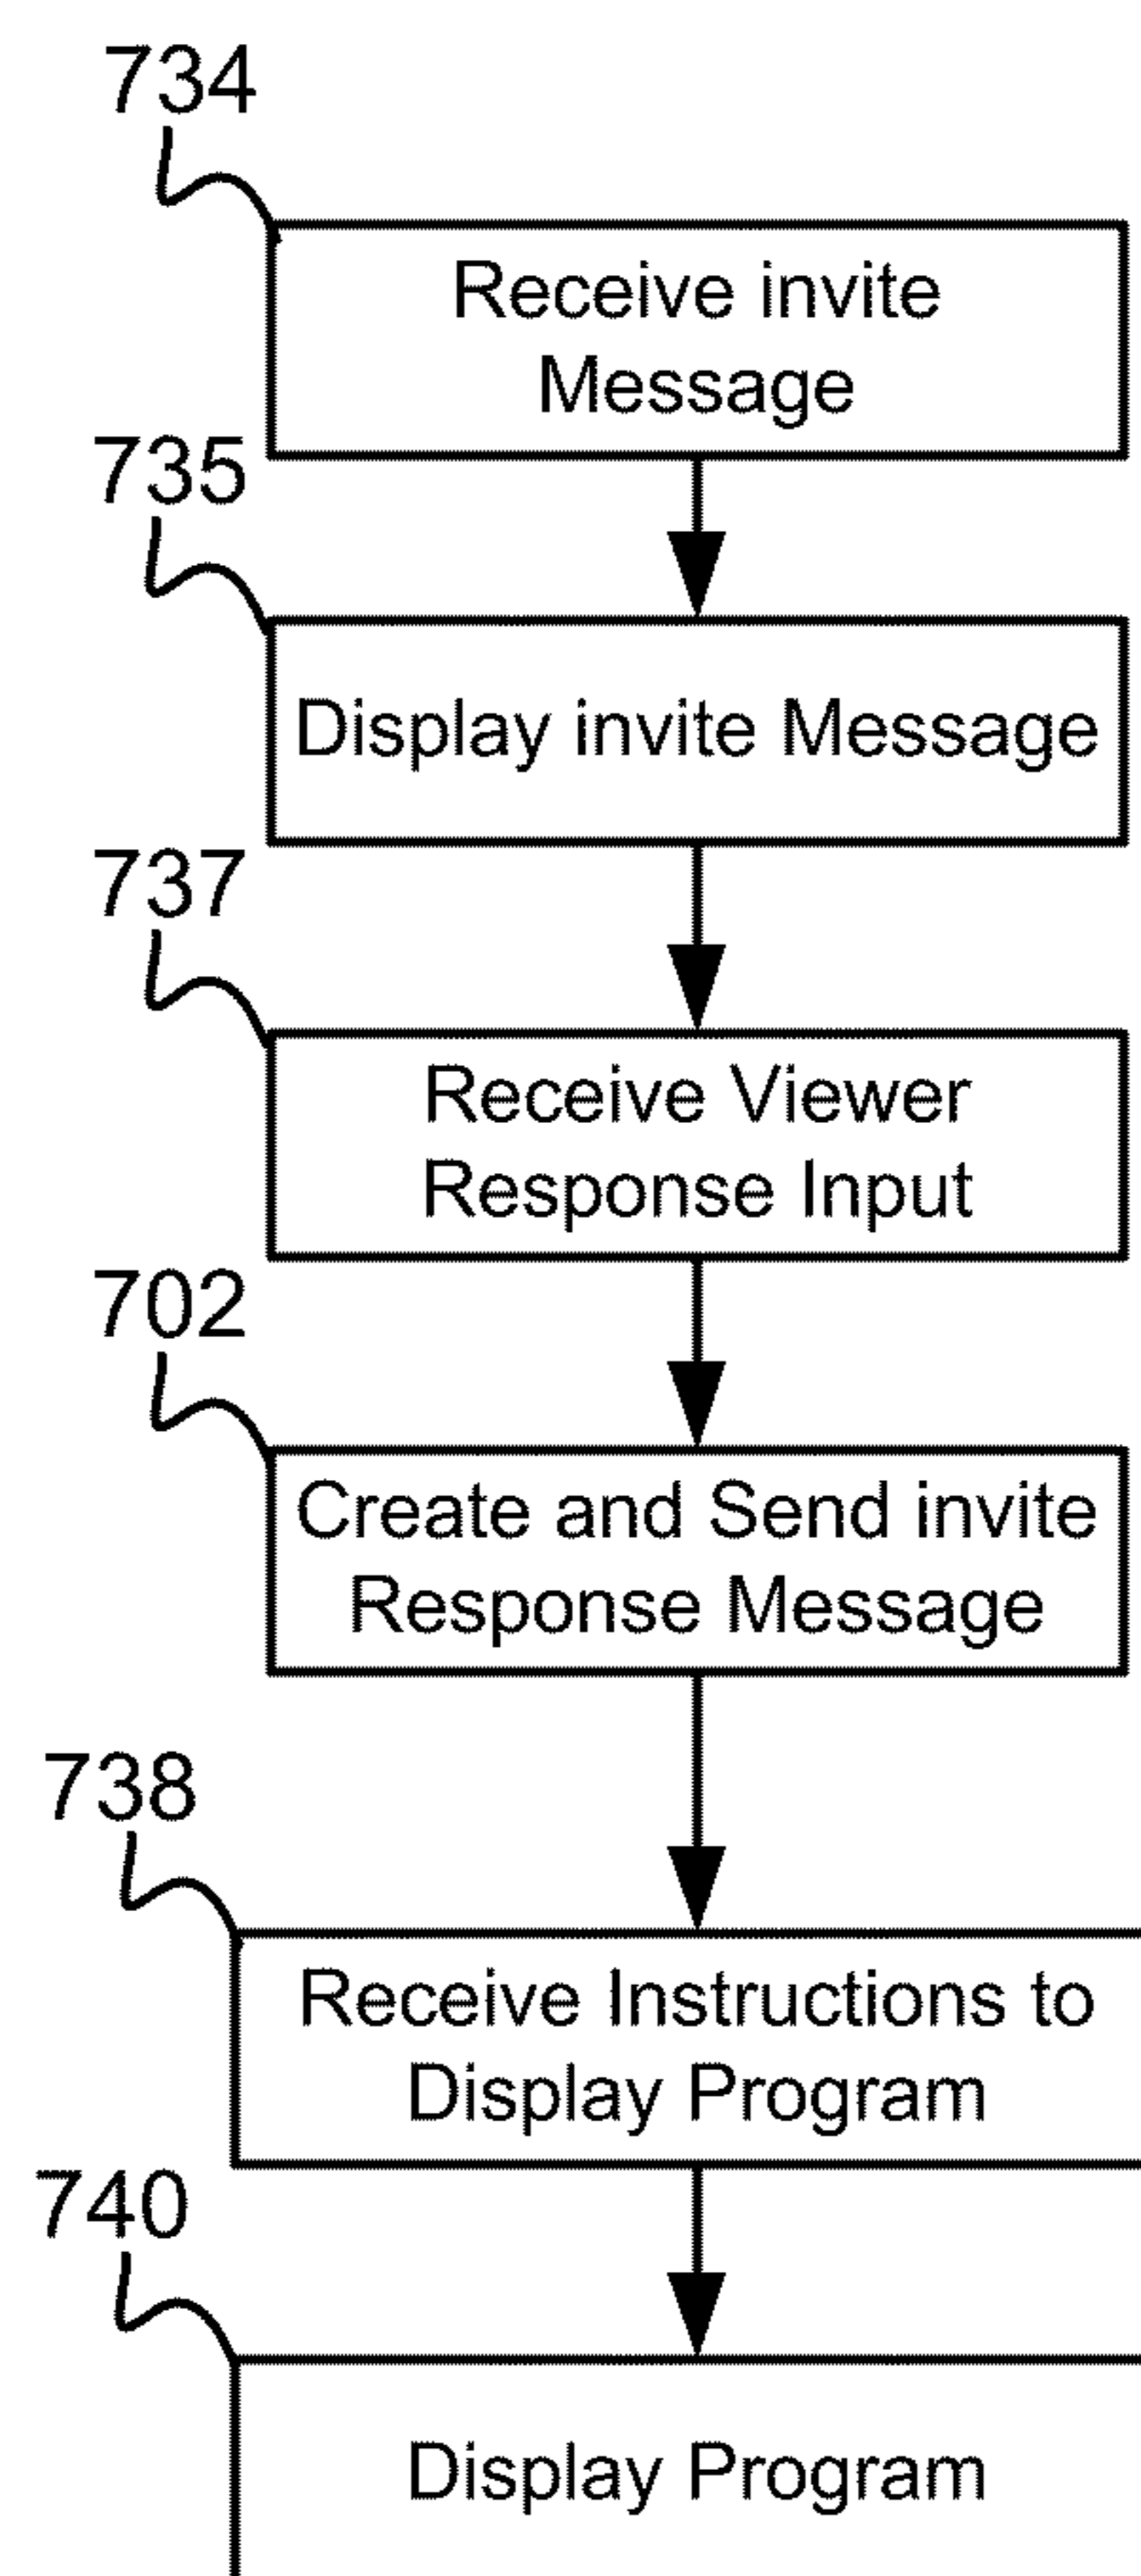 734
Receive invite
Message
735
Display invite Message
737
Receive Viewer
Response Input
702
Create and Send invite
Response Message
738
Receive Instructions to
Display Program
740
Display Program